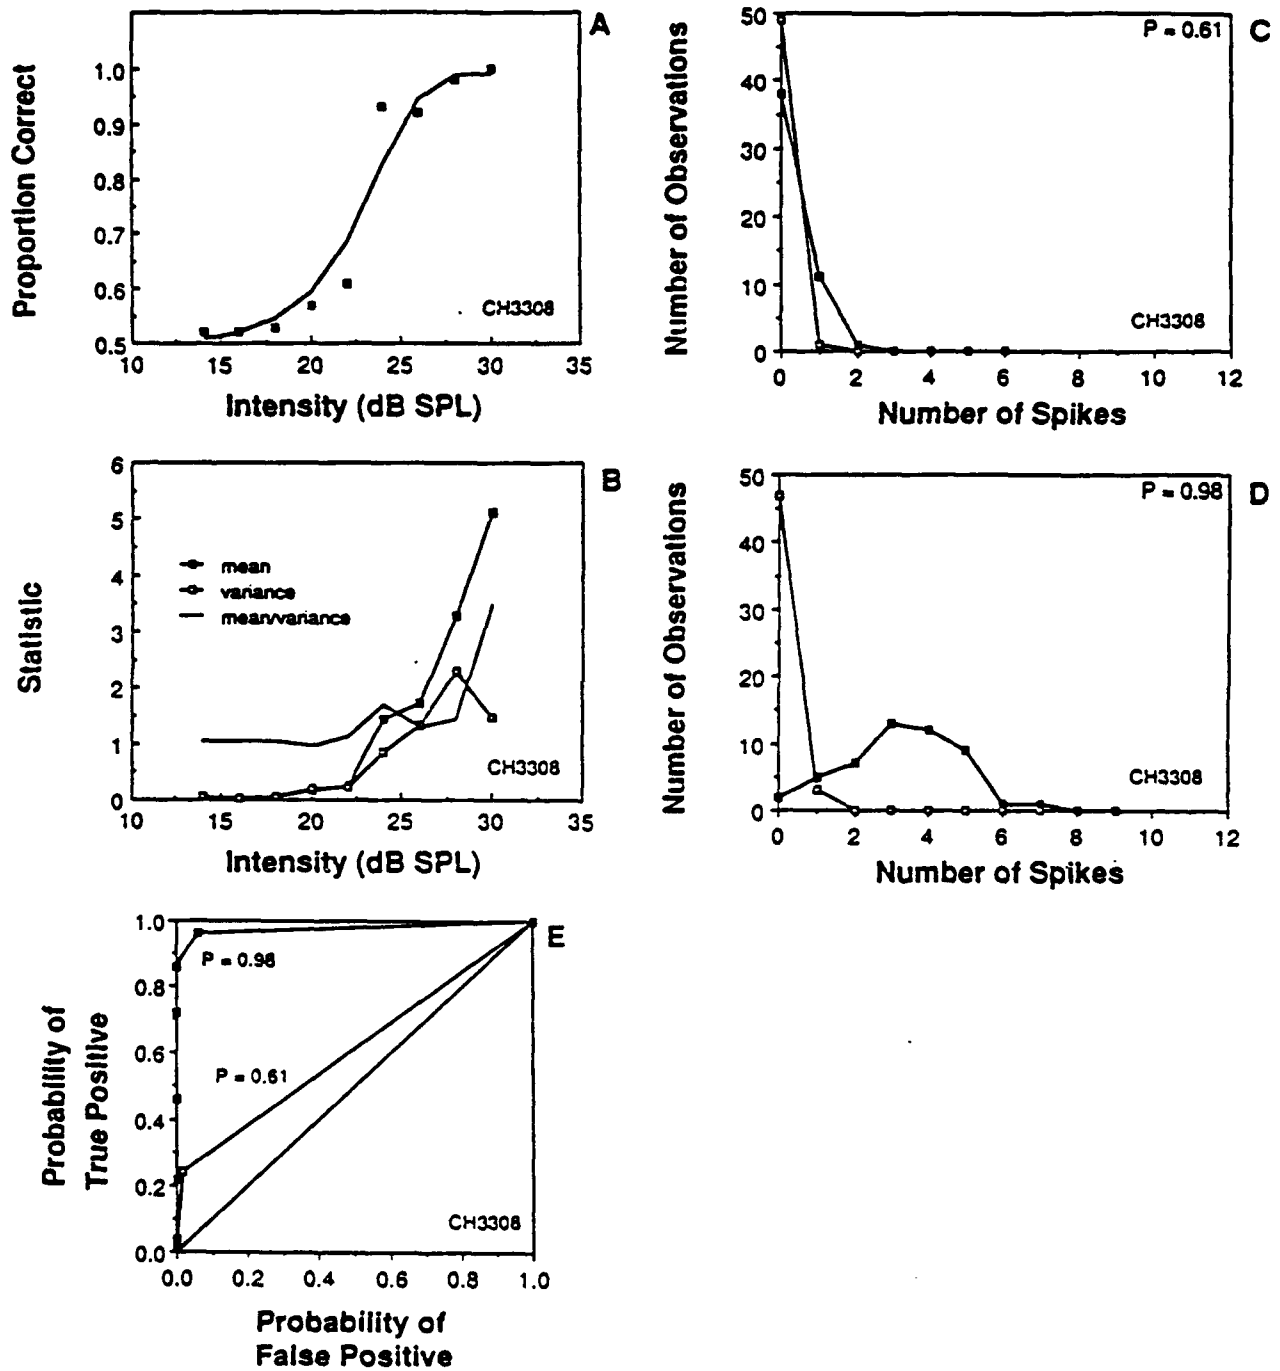 A
Proportion Correct
1.0
0.9
0.8
0.7
0.6
0.5
CH3308
10 15 20 25 30 35
Intensity (dB SPL)
C
P = 0.61
Number of Observations
50
40
30
20
10
0
CH3308
0 2 4 6 8 10 12
Number of Spikes
B
Statistic
6
5
4
3
2
1
0
mean
variance
mean/variance
CH3308
10 15 20 25 30 35
Intensity (dB SPL)
D
P = 0.98
Number of Observations
50
40
30
20
10
0
CH3308
0 2 4 6 8 10 12
Number of Spikes
E
Probability of
True Positive
1.0
0.8
0.6
0.4
0.2
0.0
P = 0.98
P = 0.61
CH3308
0.0 0.2 0.4 0.6 0.8 1.0
Probability of
False Positive